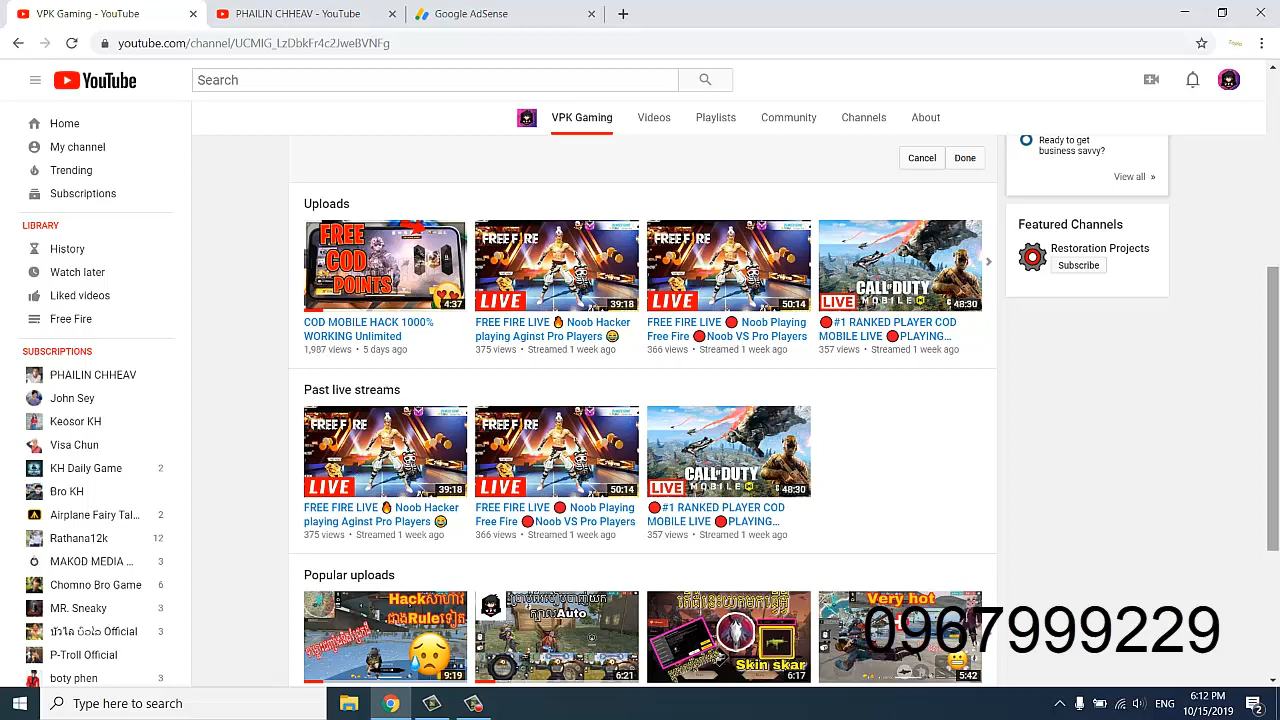 VPK Gaming - YouTube
PHAILIN CHHEAV - YouTube
Google AdSense
youtube.com/channel/UCMIG_LzDbkFr4c2JweBVNFg
YouTube
Search
VPK Gaming
Videos
Playlists
Community
Channels
About
Home
My channel
Trending
Subscriptions
LIBRARY
History
Watch later
Liked videos
Free Fire
SUBSCRIPTIONS
PHAILIN CHHEAV
John Sey
Keosor KH
Visa Chun
KH Daily Game 2
Bro KH
Airplane Fairy Tal... 2
Rathana12k 12
MAKOD MEDIA ... 3
Chomno Bro Game 6
MR. Sneaky 3
Official 3
P-Troll Official
boty phen 3
Cancel
Done
Ready to get
business savvy?
View all »
Featured Channels
Restoration Projects
Subscribe
Uploads
FREE
COD
POINTS
4:37
FREE FIRE
LIVE
39:18
FREE FIRE
LIVE
50:14
CALL OF DUTY
MOBILE
LIVE
48:30
COD MOBILE HACK 1000%
WORKING Unlimited
1,987 views • 5 days ago
FREE FIRE LIVE 🔥 Noob Hacker
playing Aginst Pro Players 😂
375 views • Streamed 1 week ago
FREE FIRE LIVE 🔴 Noob Playing
Free Fire 🔴Noob VS Pro Players
366 views • Streamed 1 week ago
🔴#1 RANKED PLAYER COD
MOBILE LIVE 🔴PLAYING...
357 views • Streamed 1 week ago
Past live streams
FREE FIRE
LIVE
39:18
FREE FIRE
LIVE
50:14
CALL OF DUTY
MOBILE
LIVE
48:30
FREE FIRE LIVE 🔥 Noob Hacker
playing Aginst Pro Players 😂
375 views • Streamed 1 week ago
FREE FIRE LIVE 🔴 Noob Playing
Free Fire 🔴Noob VS Pro Players
366 views • Streamed 1 week ago
🔴#1 RANKED PLAYER COD
MOBILE LIVE 🔴PLAYING...
357 views • Streamed 1 week ago
Popular uploads
9:19
Auto
6:21
Skin skar
6:17
Very hot
5:42
0967999229
Type here to search
ENG
6:12 PM
10/15/2019
2